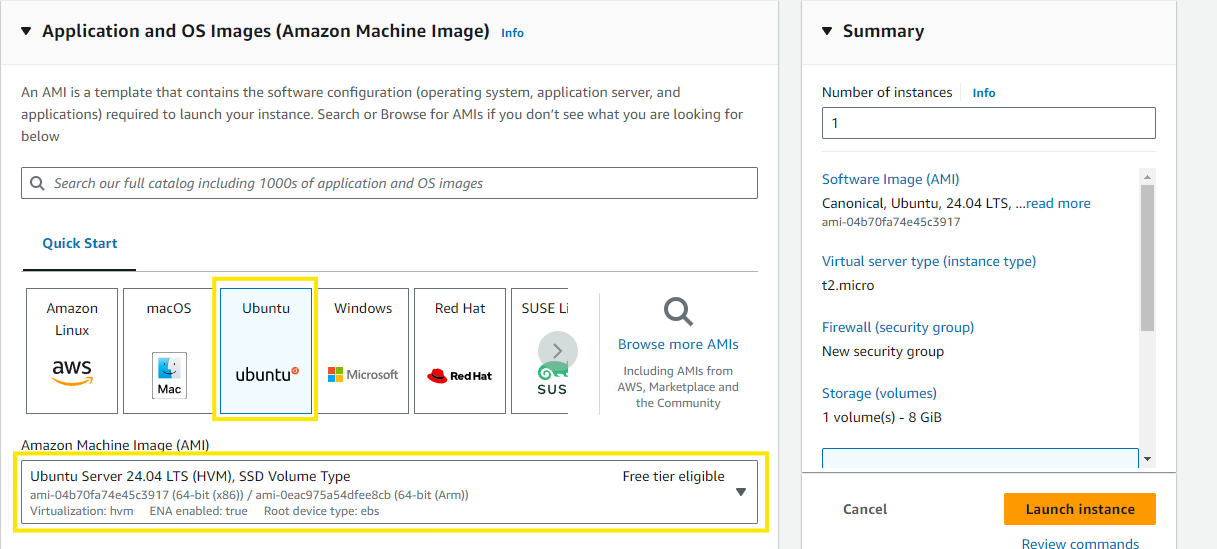 Application and OS Images (Amazon Machine Image) Info
An AMI is a template that contains the software configuration (operating system, application server, and
applications) required to launch your instance. Search or Browse for AMIs if you don't see what you are looking for
below
Search our full catalog including 1000s of application and OS images
Quick Start
Amazon
Linux
aws
macOS
Mac
Ubuntu
ubuntu
Windows
Microsoft
Red Hat
RedHat
SUSE Li
SUS
Browse more AMIs
Including AMIs from
AWS, Marketplace and
the Community
Amazon Machine Image (AMI)
Ubuntu Server 24.04 LTS (HVM), SSD Volume Type Free tier eligible
ami-04b70fa74e45c3917 (64-bit (x86)) / ami-0eac975a54dfee8cb (64-bit (Arm))
Virtualization: hvm ENA enabled: true Root device type: ebs
Summary
Number of instances Info
1
Software Image (AMI)
Canonical, Ubuntu, 24.04 LTS, ...read more
ami-04b70fa74e45c3917
Virtual server type (instance type)
t2.micro
Firewall (security group)
New security group
Storage (volumes)
1 volume(s) - 8 GiB
Cancel Launch instance
Review commands